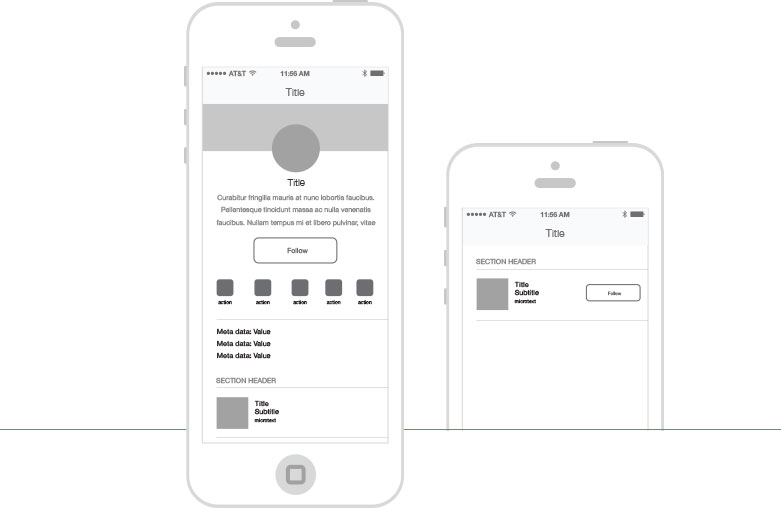 AT&T 11:56 AM
Title
Title
Curabitur fringilla mauris at nunc lobortis faucibus.
Pellentesque tincidunt massa ac nulla venenatis
faucibus. Nullam tempus mi et libero pulvinar, vitae
Follow
action action action action action
Meta data: Value
Meta data: Value
Meta data: Value
SECTION HEADER
Title
Subtitle
microtext
AT&T 11:56 AM
Title
SECTION HEADER
Title
Subtitle
microtext
Follow